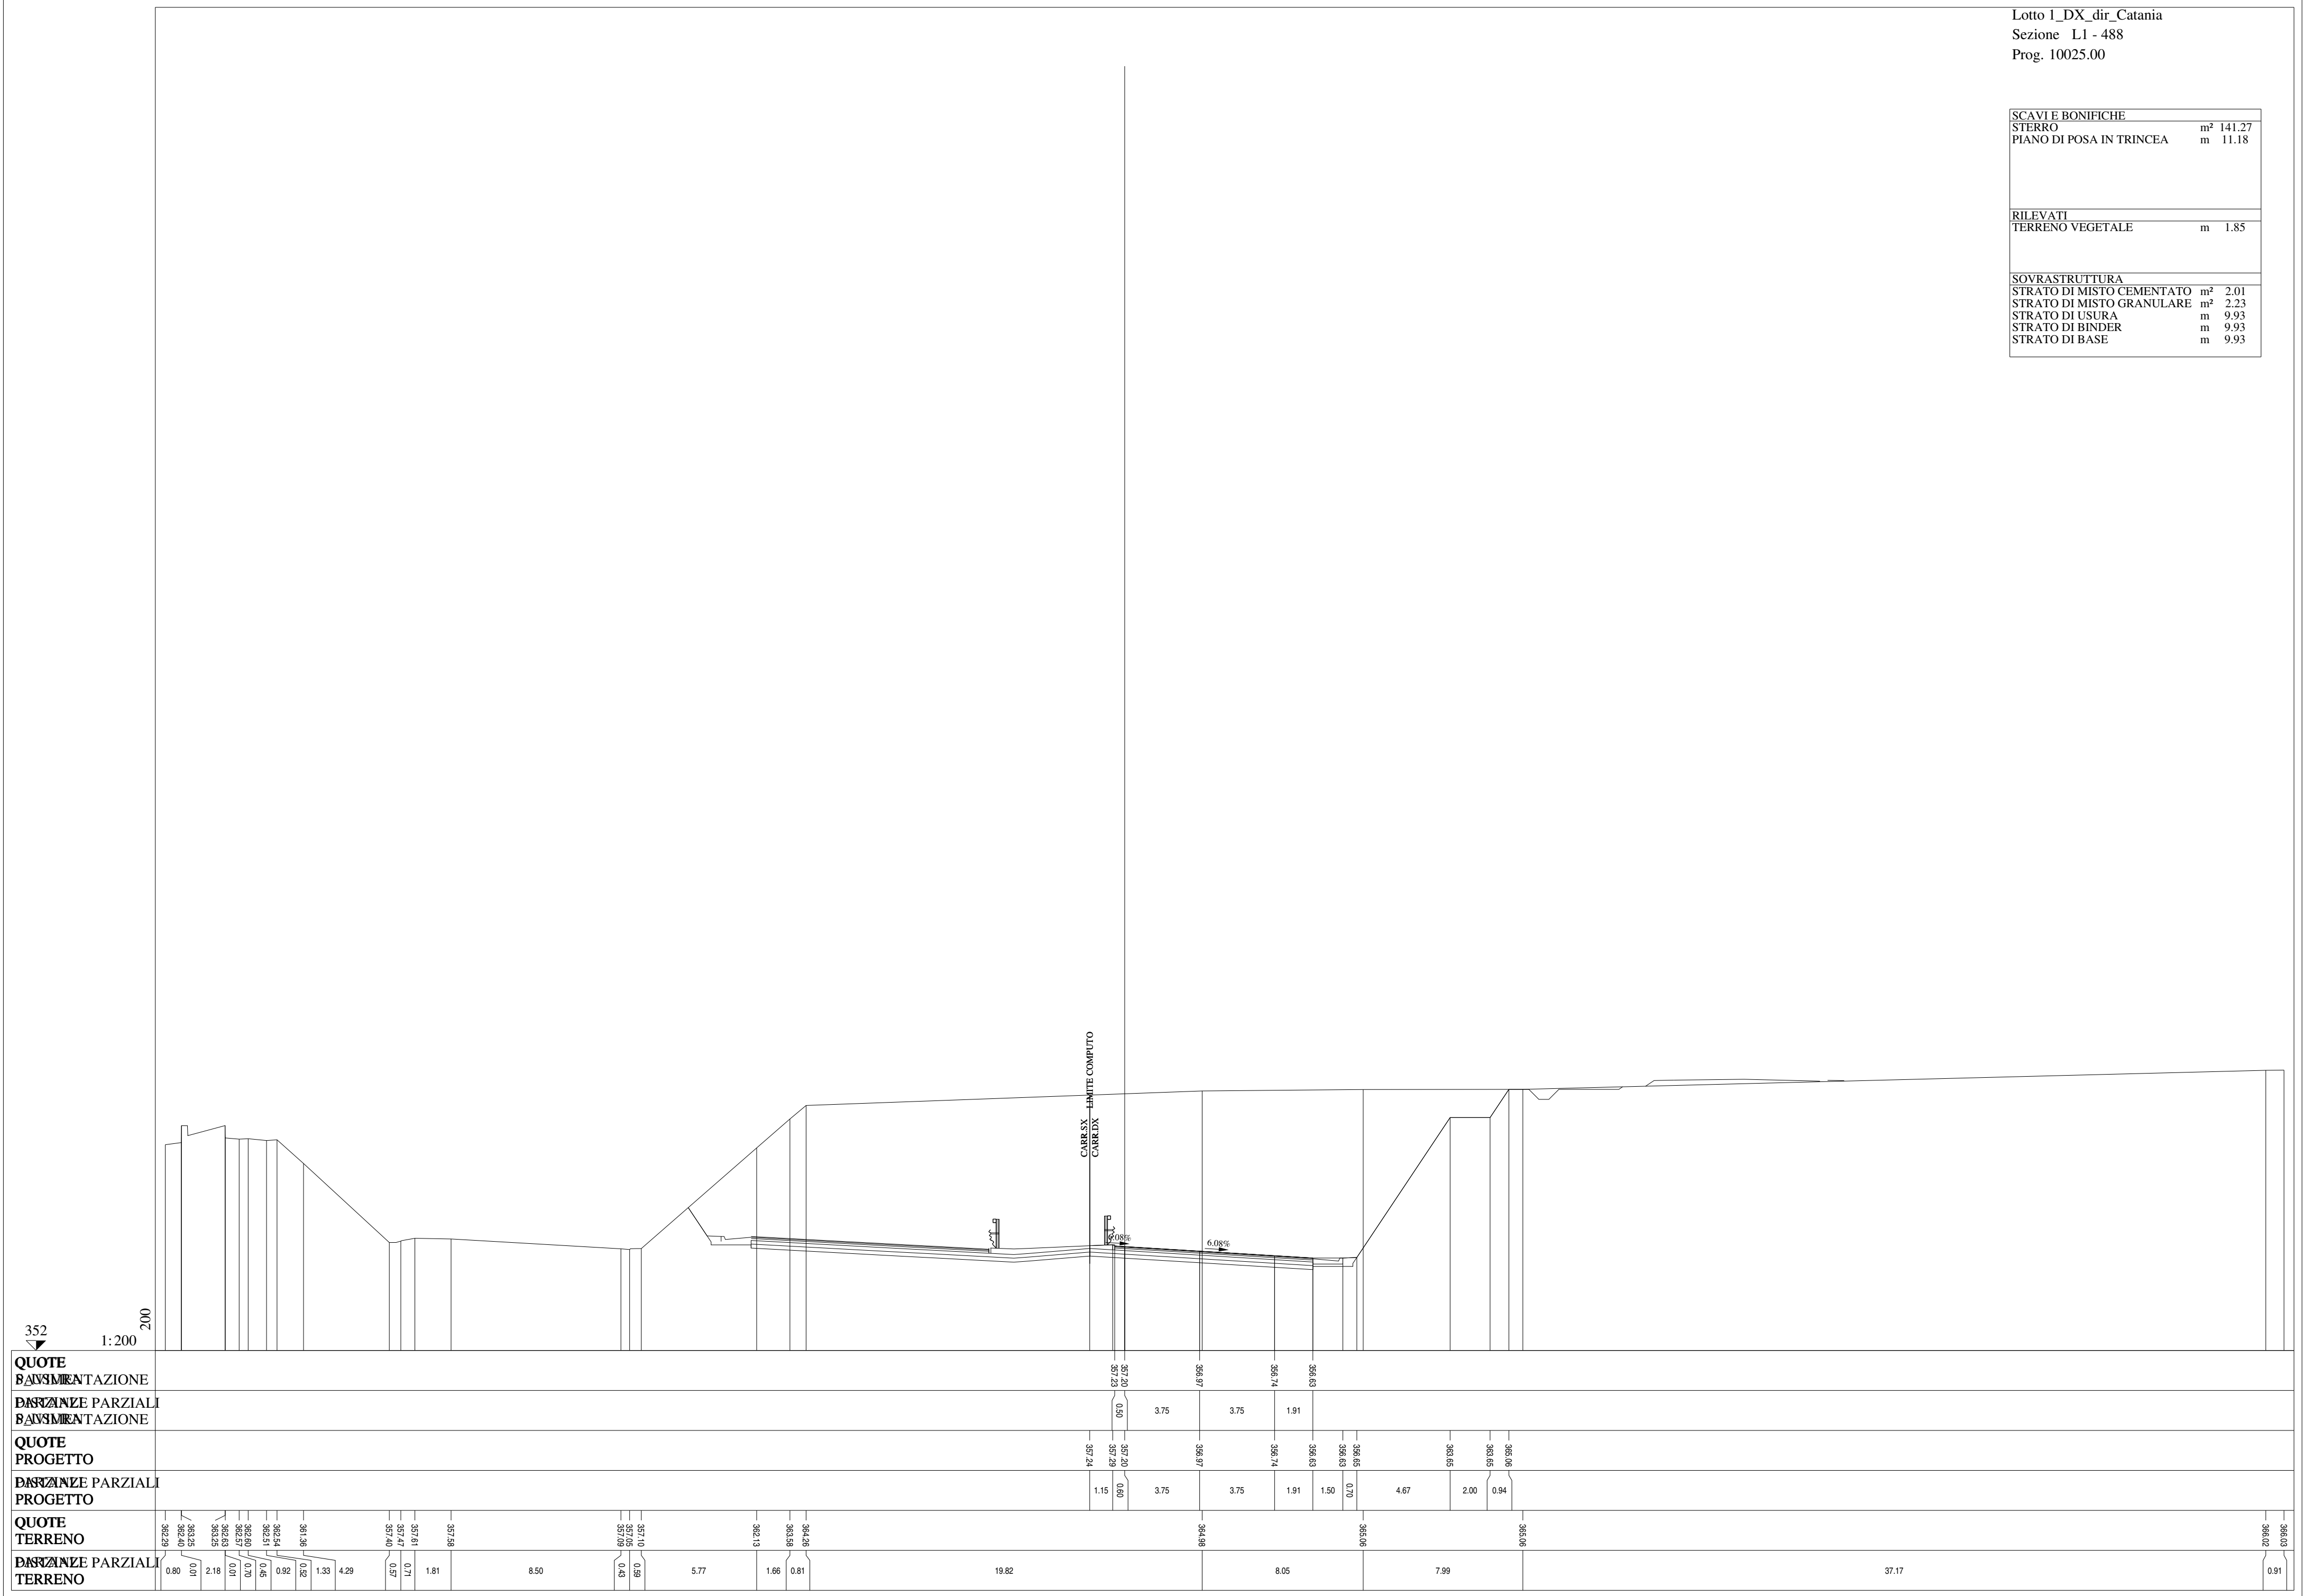 Lotto 1_DX_dir_Catania
Sezione L1 - 488
Prog. 10025.00
SCAVI E BONIFICHE
STERRO m² 141.27
PIANO DI POSA IN TRINCEA m 11.18
RILEVATI
TERRENO VEGETALE m 1.85
SOVRASTRUTTURA
STRATO DI MISTO CEMENTATO m² 2.01
STRATO DI MISTO GRANULARE m² 2.23
STRATO DI USURA m 9.93
STRATO DI BINDER m 9.93
STRATO DI BASE m 9.93
LIMITE COMPUTO
CARR.SX
CARR.DX
6.08%
6.08%
352
1:200
200
QUOTE
PAVIMENTAZIONE
357.23 357.20 356.97 356.74 356.63
PARZIALI
PAVIMENTAZIONE
0.50 3.75 3.75 1.91
QUOTE
PROGETTO
357.24 357.29 357.20 356.97 356.74 356.63 356.63 356.65 363.65 363.65 365.06
PARZIALI
PROGETTO
1.15 0.60 3.75 3.75 1.91 1.50 0.70 4.67 2.00 0.94
QUOTE
TERRENO
362.29 362.40 363.25 363.25 362.63 362.57 362.60 362.51 362.54 361.36 357.40 357.47 357.61 357.58 357.09 357.05 357.10 362.13 363.58 364.26 364.98 365.06 365.06 366.02 366.03
PARZIALI
TERRENO
0.80 0.01 2.18 0.01 0.70 0.45 0.92 0.52 1.33 4.29 0.57 0.71 1.81 8.50 0.43 0.59 5.77 1.66 0.81 19.82 8.05 7.99 37.17 0.91